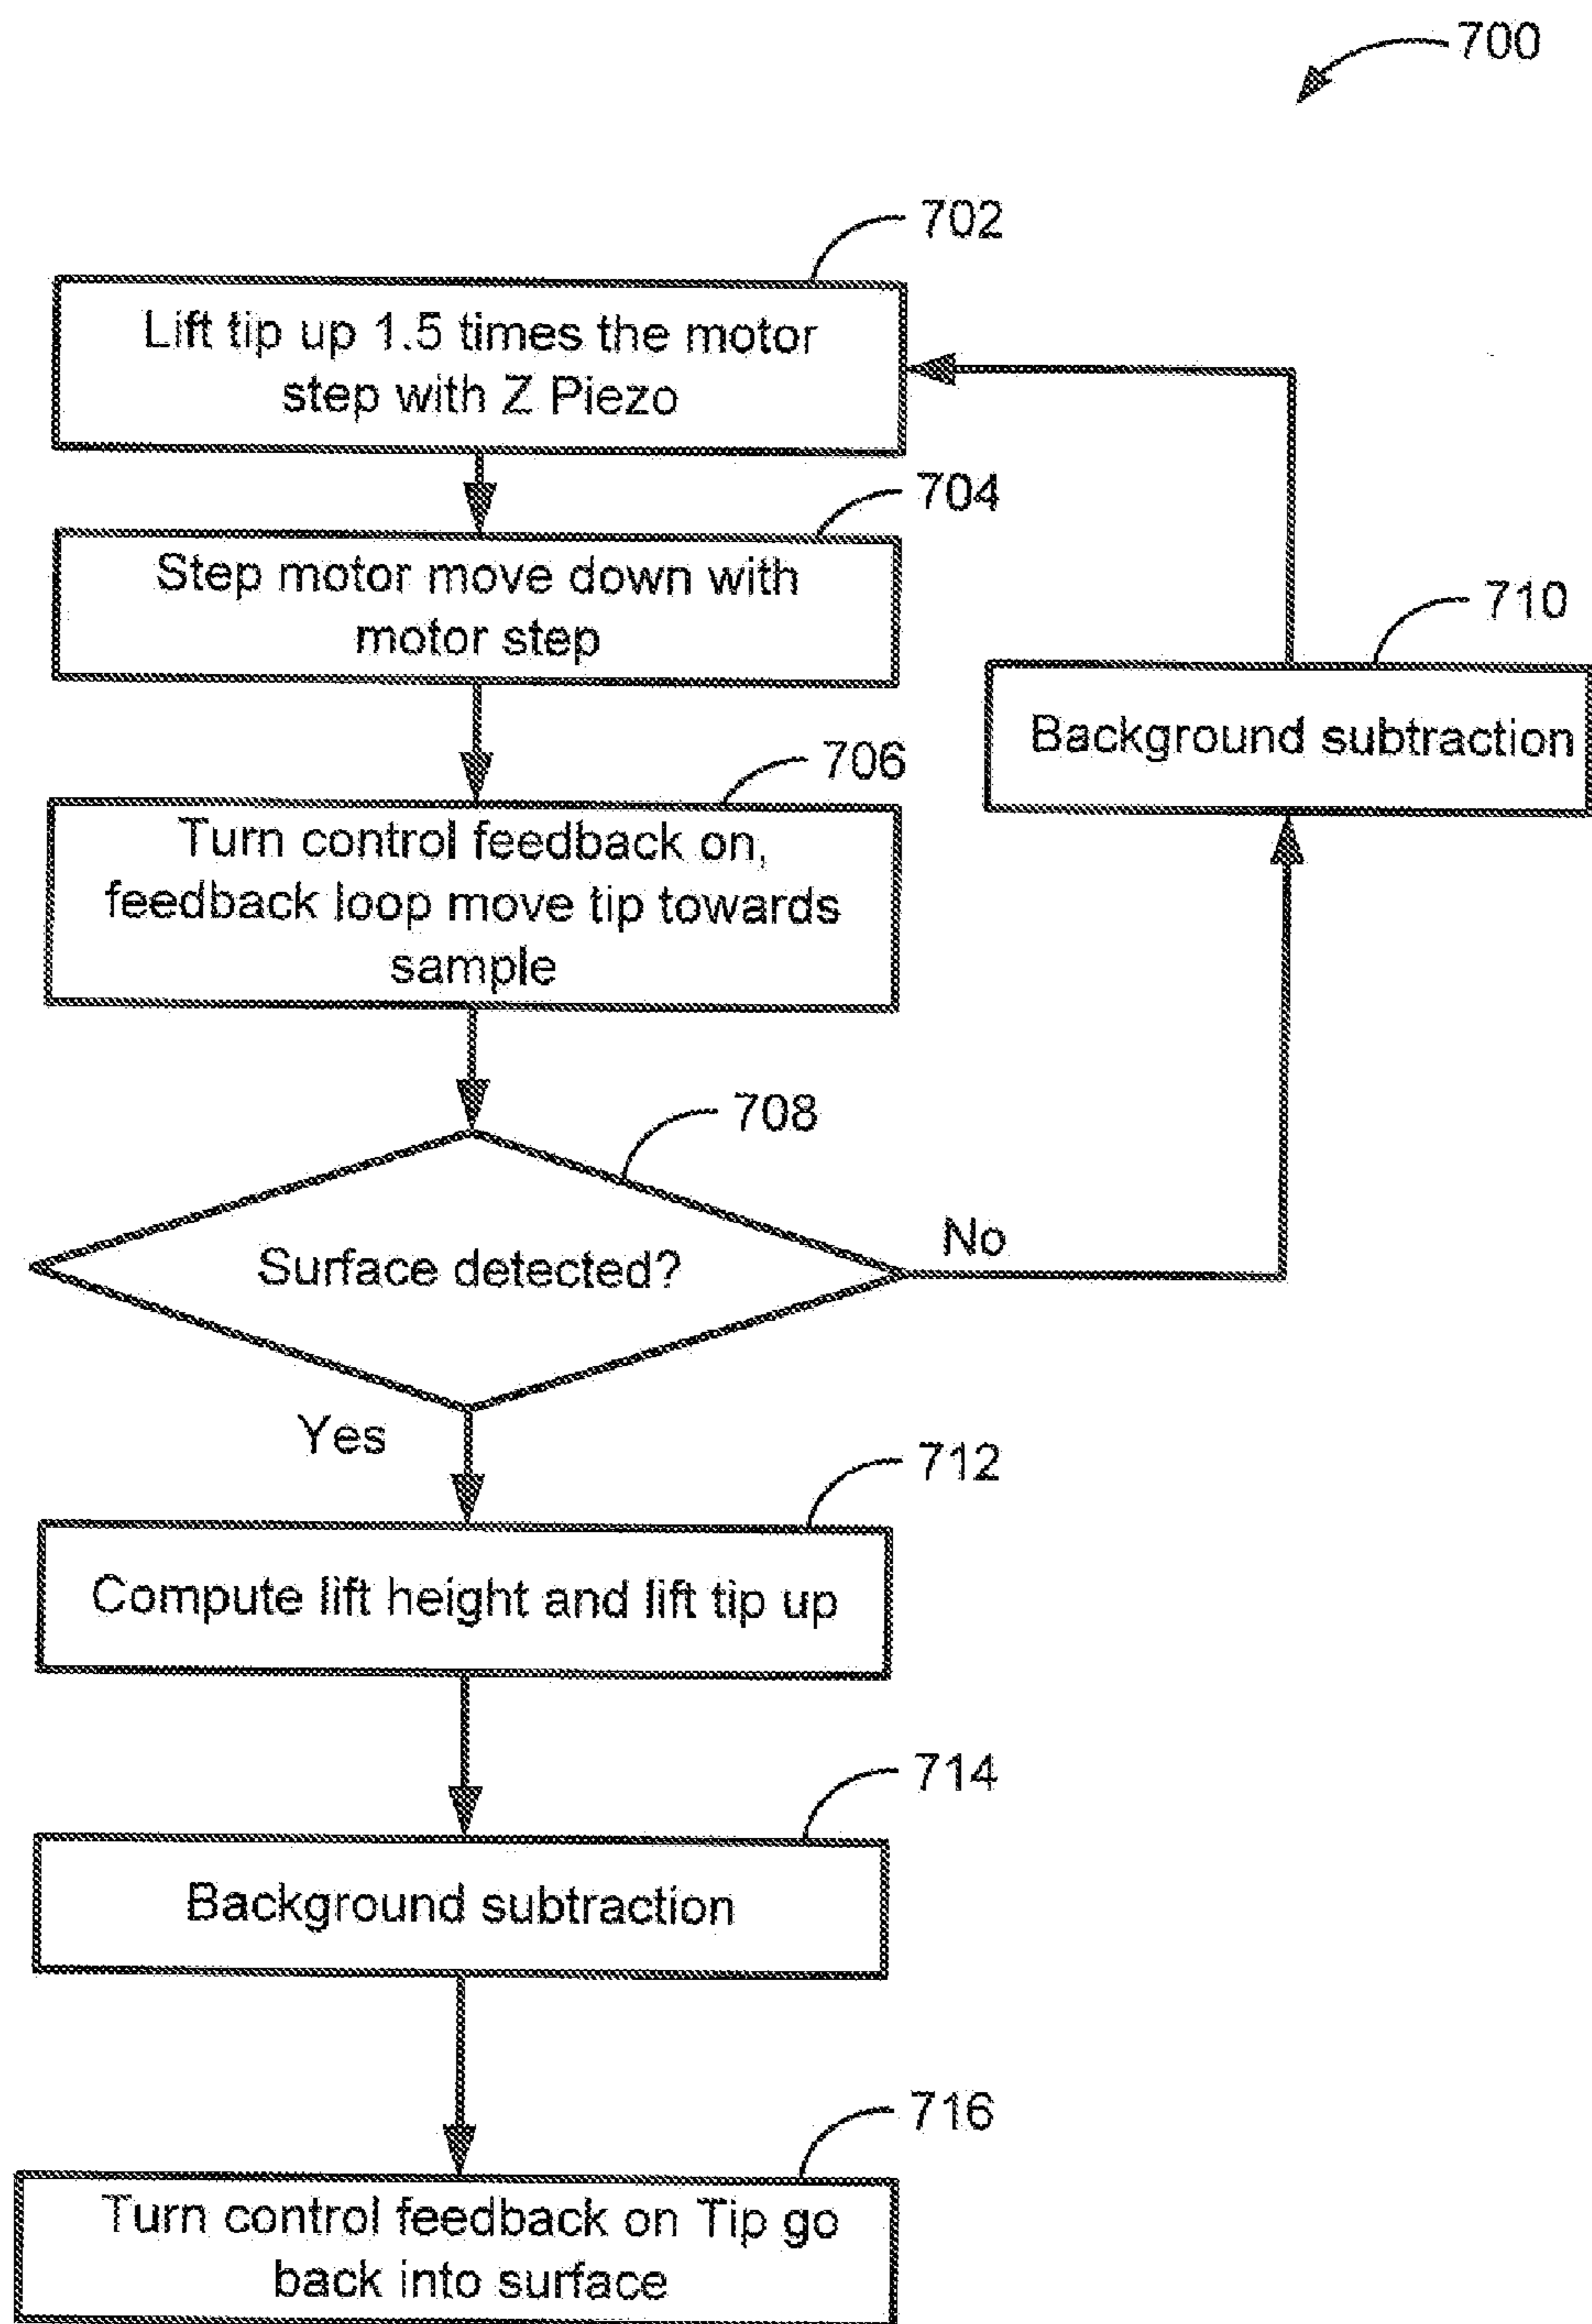 700
702
Lift tip up 1.5 times the motor
step with Z Piezo
704
Step motor move down with
motor step
710
Background subtraction
706
Turn control feedback on,
feedback loop move tip towards
sample
708
Surface detected?
No
Yes
712
Compute lift height and lift tip up
714
Background subtraction
716
Turn control feedback on Tip go
back into surface